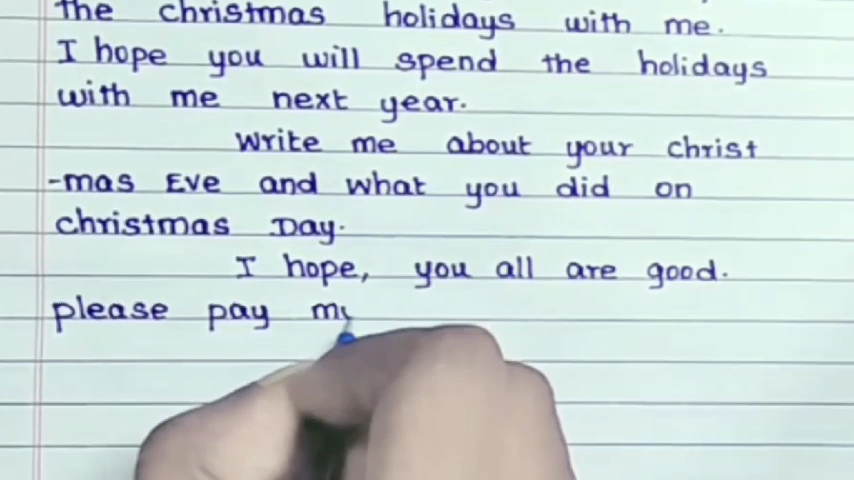 the christmas holidays with me.
I hope you will spend the holidays
with me next year.
Write me about your christ
-mas Eve and what you did on
christmas Day.
I hope, you all are good.
please pay